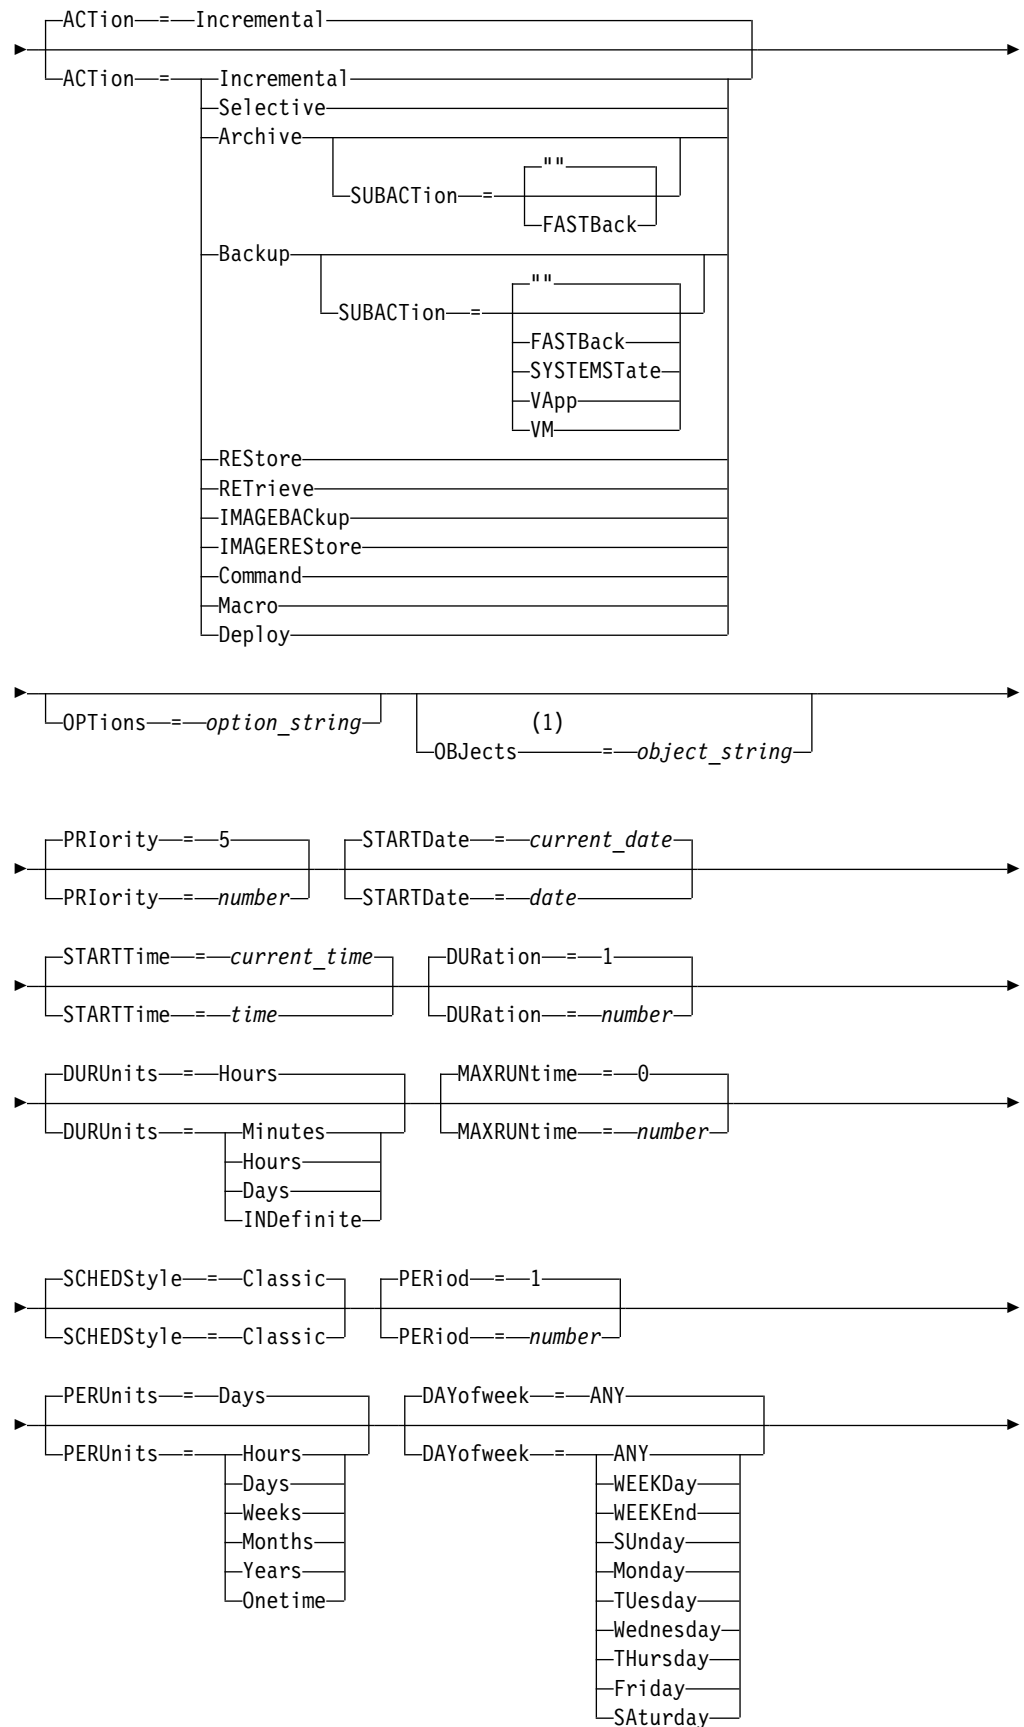 ACTion = Incremental
ACTion = Incremental
Selective
Archive
""
SUBACTion =
FASTBack
Backup
""
SUBACTion =
FASTBack
SYSTEMSTate
VApp
VM
REStore
RETrieve
IMAGEBACkup
IMAGEREStore
Command
Macro
Deploy
OPTions = option_string
(1)
OBJects = object_string
PRIority = 5 STARTDate = current_date
PRIority = number STARTDate = date
STARTTime = current_time DURation = 1
STARTTime = time DURation = number
DURUnits = Hours MAXRUNtime = 0
DURUnits = Minutes MAXRUNtime = number
Hours
Days
INDefinite
SCHEDStyle = Classic PERiod = 1
SCHEDStyle = Classic PERiod = number
PERUnits = Days DAYofweek = ANY
PERUnits = Hours DAYofweek = ANY
Days WEEKDay
Weeks WEEKEnd
Months SUnday
Years Monday
Onetime TUesday
Wednesday
THursday
Friday
SAturday